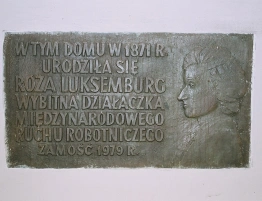 W TYM DOMU W 1871 R.
URODZIŁA SIĘ
RÓŻA LUKSEMBURG
WYBITNA DZIAŁACZKA
MIĘDZYNARODOWEGO
RUCHU ROBOTNICZEGO
ZAMOŚĆ 1979 R.